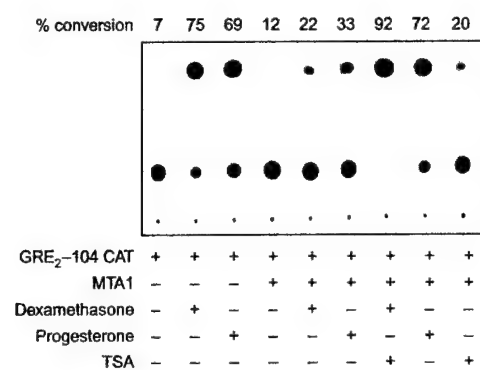 % conversion 7 75 69 12 22 33 92 72 20
GRE2–104 CAT + + + + + + + + +
MTA1 – – – + + + + + +
Dexamethasone – + – – + – + – –
Progesterone – – + – – + – + –
TSA – – – – – – + + +